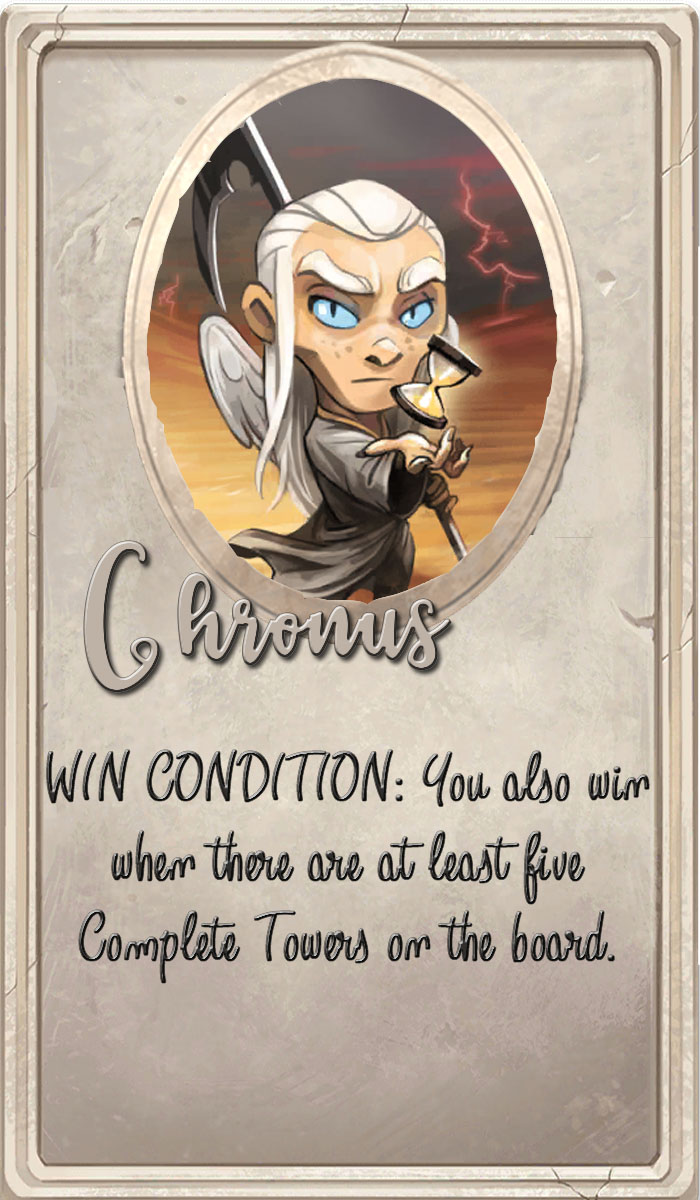 Chronus
WIN CONDITION: You also win
when there are at least five
Complete Towers on the board.